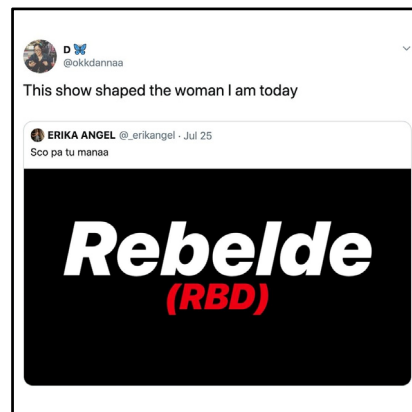 D 🦋
@okkdannaa
This show shaped the woman I am today
ERIKA ANGEL @_erikangel · Jul 25
Sco pa tu manaa
Rebelde
(RBD)